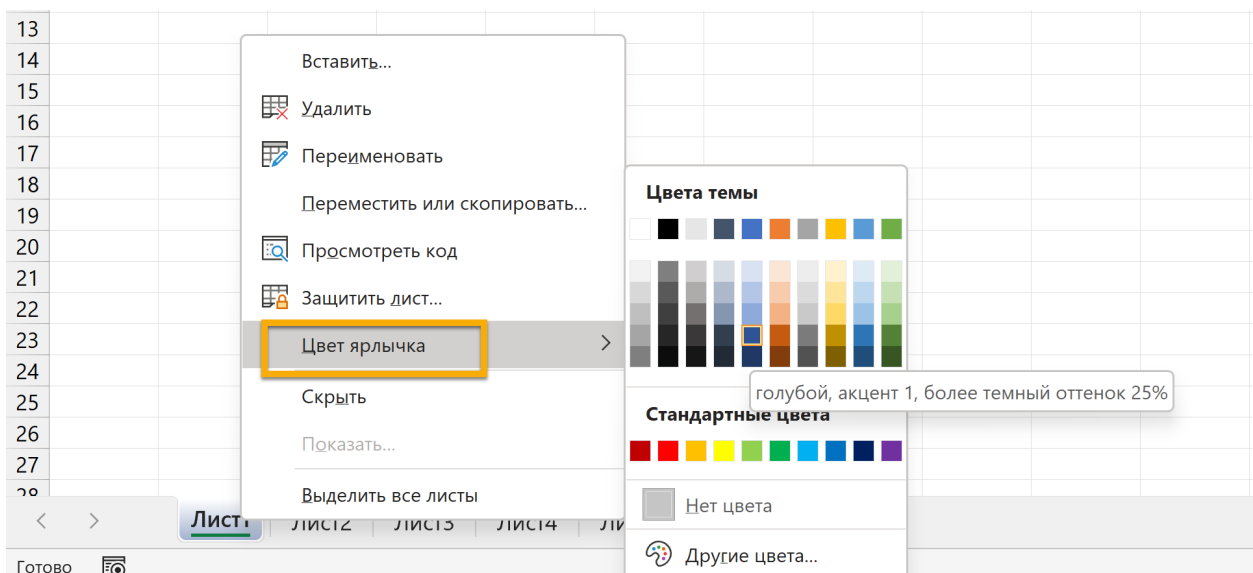 13
14
15
16
17
18
19
20
21
22
23
24
25
26
27
28
Вставить...
Удалить
Переименовать
Переместить или скопировать...
Просмотреть код
Защитить лист...
Цвет ярлычка
Скрыть
Показать...
Выделить все листы
Цвета темы
голубой, акцент 1, более темный оттенок 25%
Стандартные цвета
Нет цвета
Другие цвета...
Лист1 Лист2 Лист3 Лист4
Готово